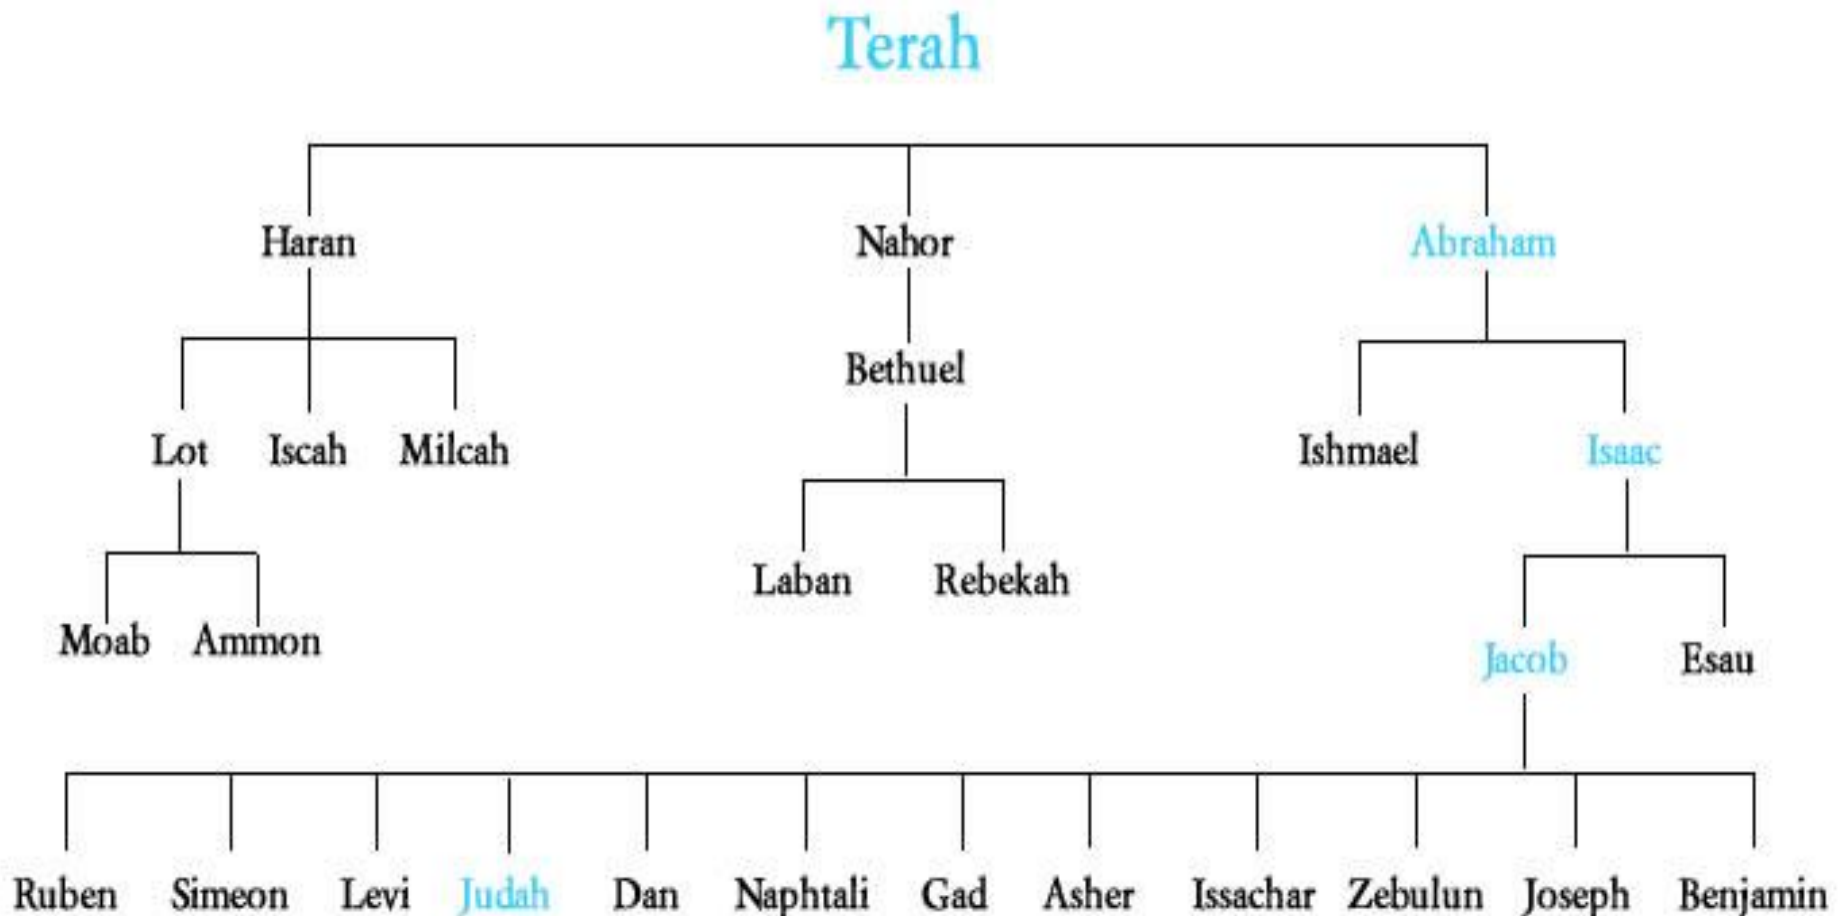 Terah
Haran Nahor Abraham
Bethuel
Lot Iscah Milcah Ishmael Isaac
Laban Rebekah
Moab Ammon Jacob Esau
Ruben Simeon Levi Judah Dan Naphtali Gad Asher Issachar Zebulun Joseph Benjamin